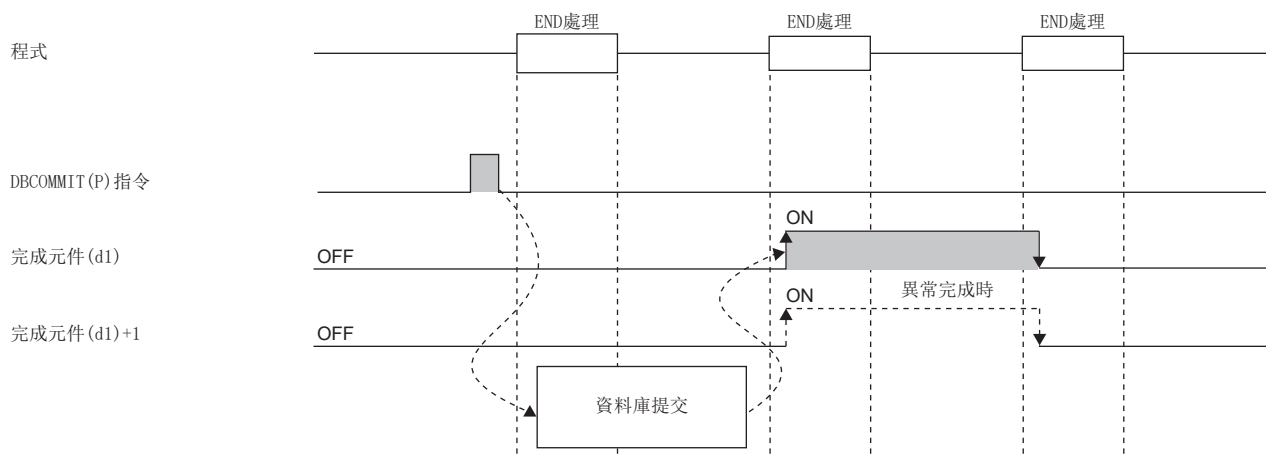 END處理 END處理 END處理
程式
DBCOMMIT(P)指令
ON
完成元件(d1) OFF
異常完成時
ON
完成元件(d1)+1 OFF
資料庫提交